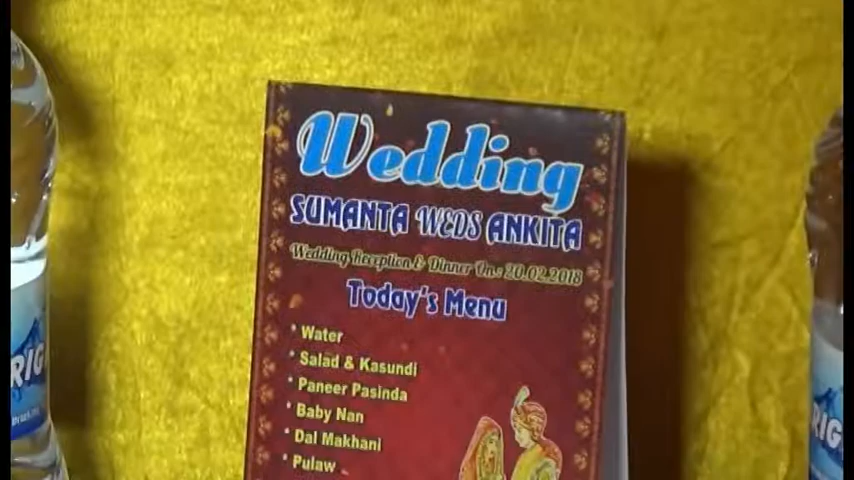 Wedding
SUMANTA WEDS ANKITA
Wedding Reception & Dinner On.: 20.02.2018
Today's Menu
* Water
* Salad & Kasundi
* Paneer Pasinda
* Baby Nan
* Dal Makhani
* Pulaw